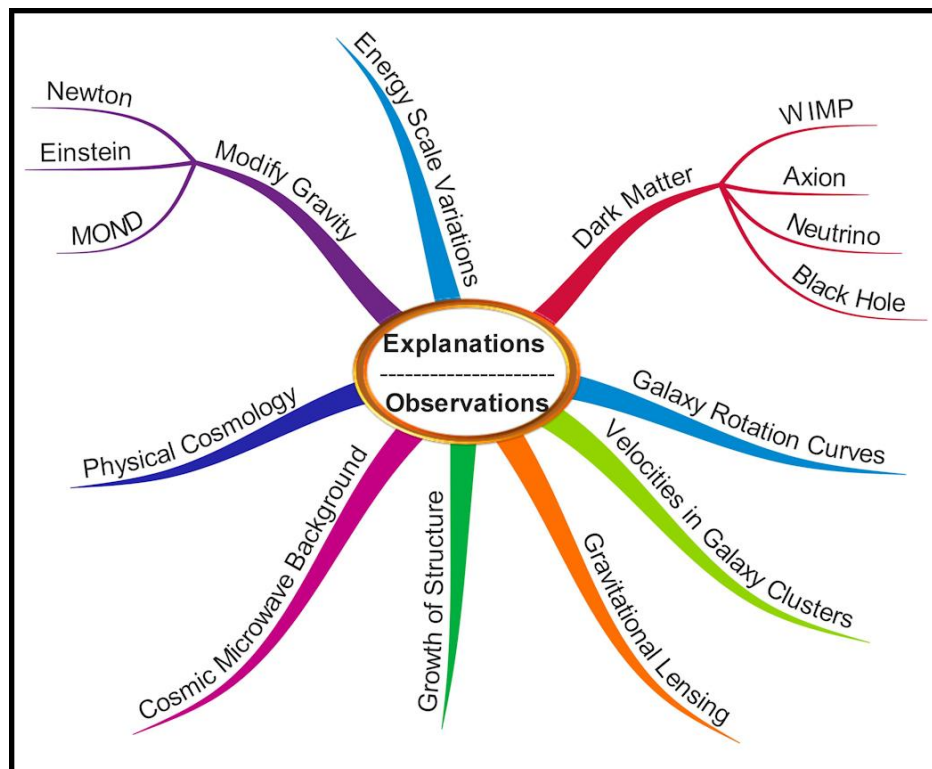 Newton
Einstein
MOND
Modify Gravity
Energy Scale Variations
Dark Matter
WIMP
Axion
Neutrino
Black Hole
Explanations
----------------------
Observations
Physical Cosmology
Cosmic Microwave Background
Growth of Structure
Gravitational Lensing
Velocities in Galaxy Clusters
Galaxy Rotation Curves